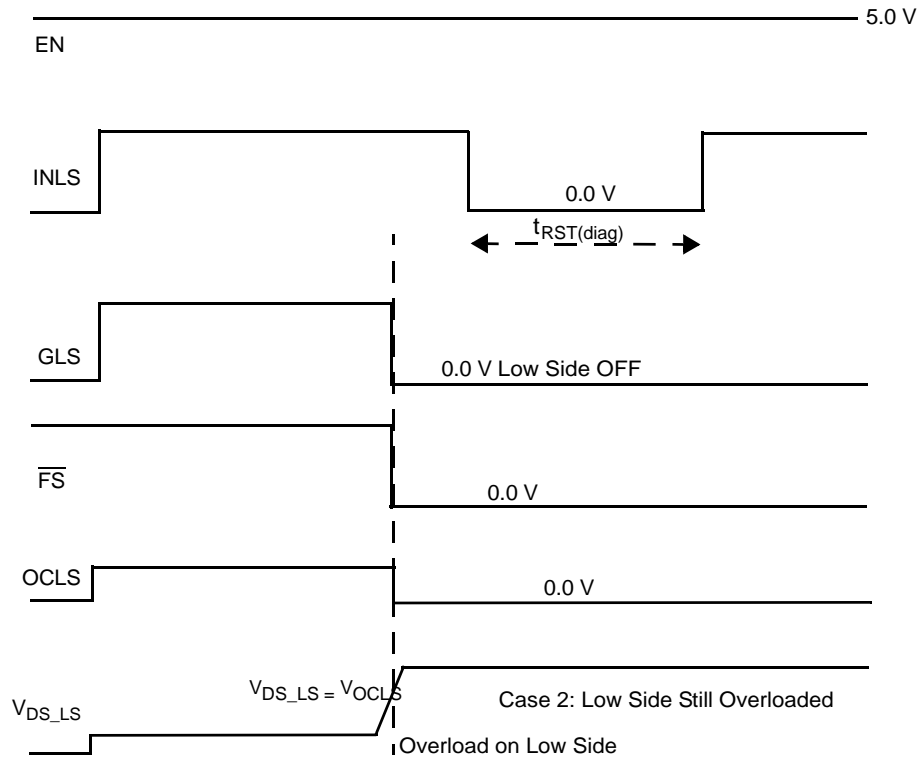 5.0 V
EN
INLS
0.0 V
tRST(diag)
GLS
0.0 V Low Side OFF
FS
0.0 V
OCLS
0.0 V
VDS_LS = VOCLS
Case 2: Low Side Still Overloaded
VDS_LS
Overload on Low Side